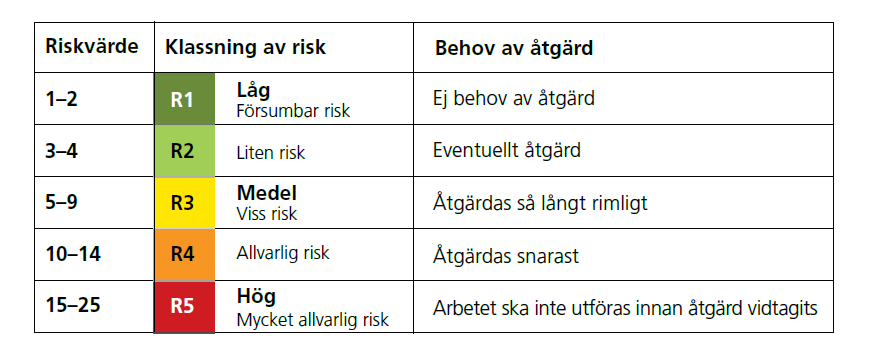 Riskvärde Klassning av risk Behov av åtgärd
1–2 R1 Låg Ej behov av åtgärd
Försumbar risk
3–4 R2 Liten risk Eventuellt åtgärd
5–9 R3 Medel Åtgärdas så långt rimligt
Viss risk
10–14 R4 Allvarlig risk Åtgärdas snarast
15–25 R5 Hög Arbetet ska inte utföras innan åtgärd vidtagits
Mycket allvarlig risk